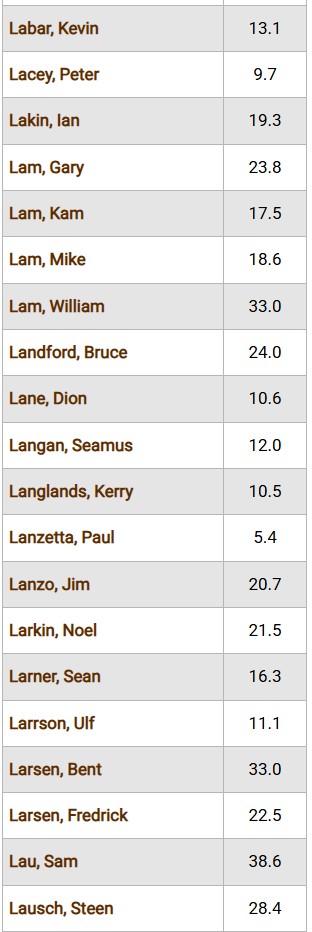 Labar, Kevin 13.1
Lacey, Peter 9.7
Lakin, Ian 19.3
Lam, Gary 23.8
Lam, Kam 17.5
Lam, Mike 18.6
Lam, William 33.0
Landford, Bruce 24.0
Lane, Dion 10.6
Langan, Seamus 12.0
Langlands, Kerry 10.5
Lanzetta, Paul 5.4
Lanzo, Jim 20.7
Larkin, Noel 21.5
Larner, Sean 16.3
Larrson, Ulf 11.1
Larsen, Bent 33.0
Larsen, Fredrick 22.5
Lau, Sam 38.6
Lausch, Steen 28.4